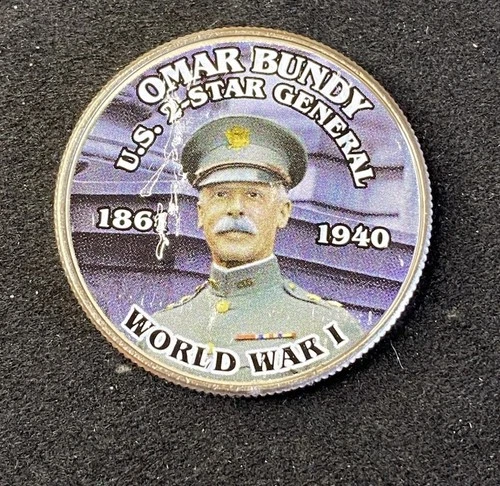 OMAR BUNDY
U.S. 2-STAR GENERAL
1861 1940
WORLD WAR I